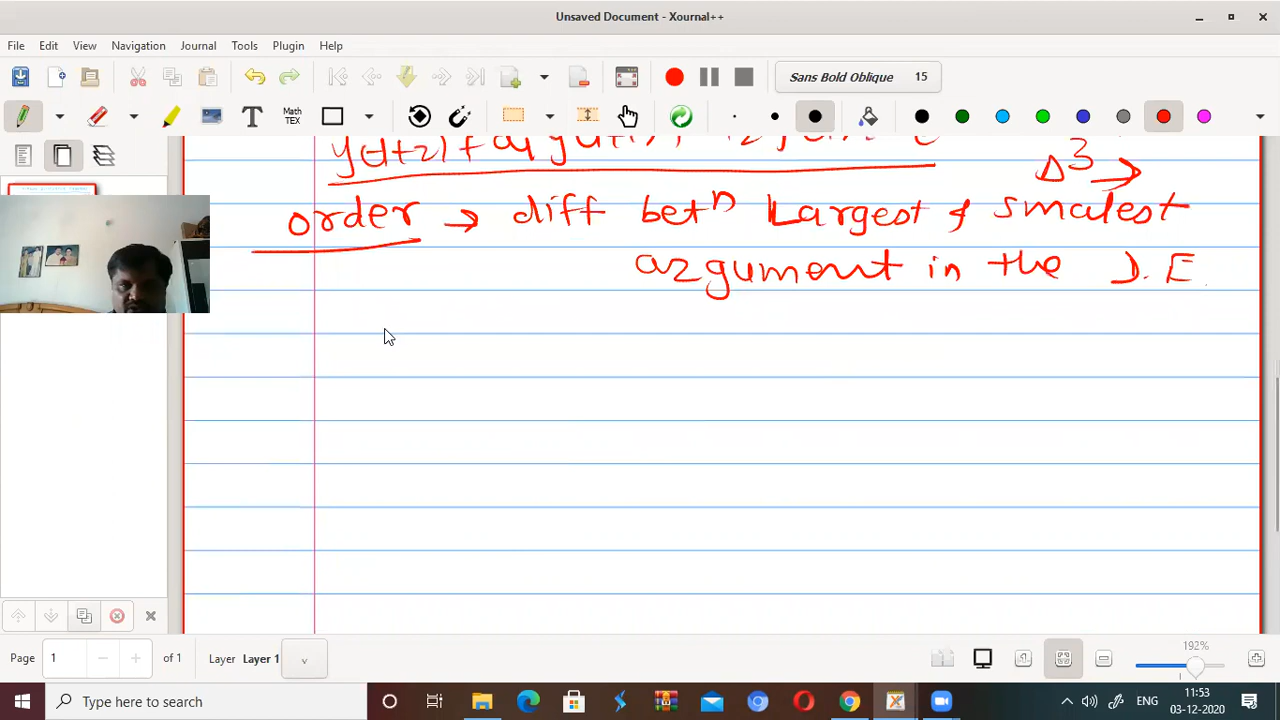 Unsaved Document - Xournal++
File Edit View Navigation Journal Tools Plugin Help
Sans Bold Oblique 15
T Math TEX
Δ3 →
order → diff betn Largest & smalest
argument in the D.E
Page 1 of 1 Layer Layer 1 192%
Type here to search
ENG 11:53
03-12-2020